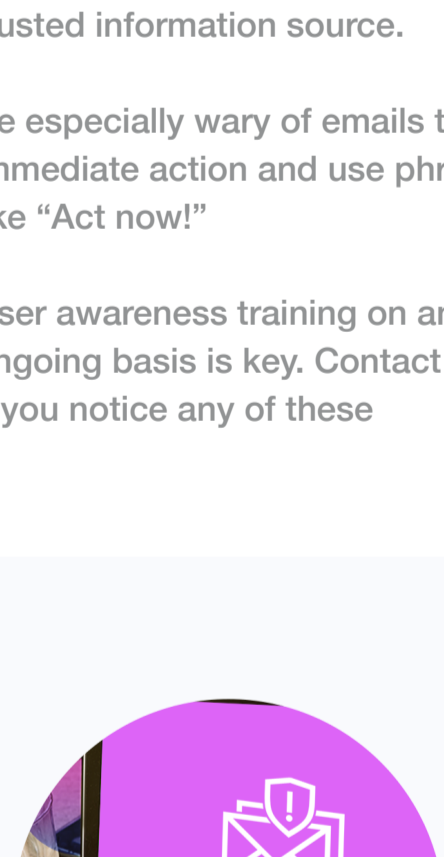 usted information source.
e especially wary of emails t
mmediate action and use phr
ke “Act now!”
ser awareness training on an
ngoing basis is key. Contact
you notice any of these